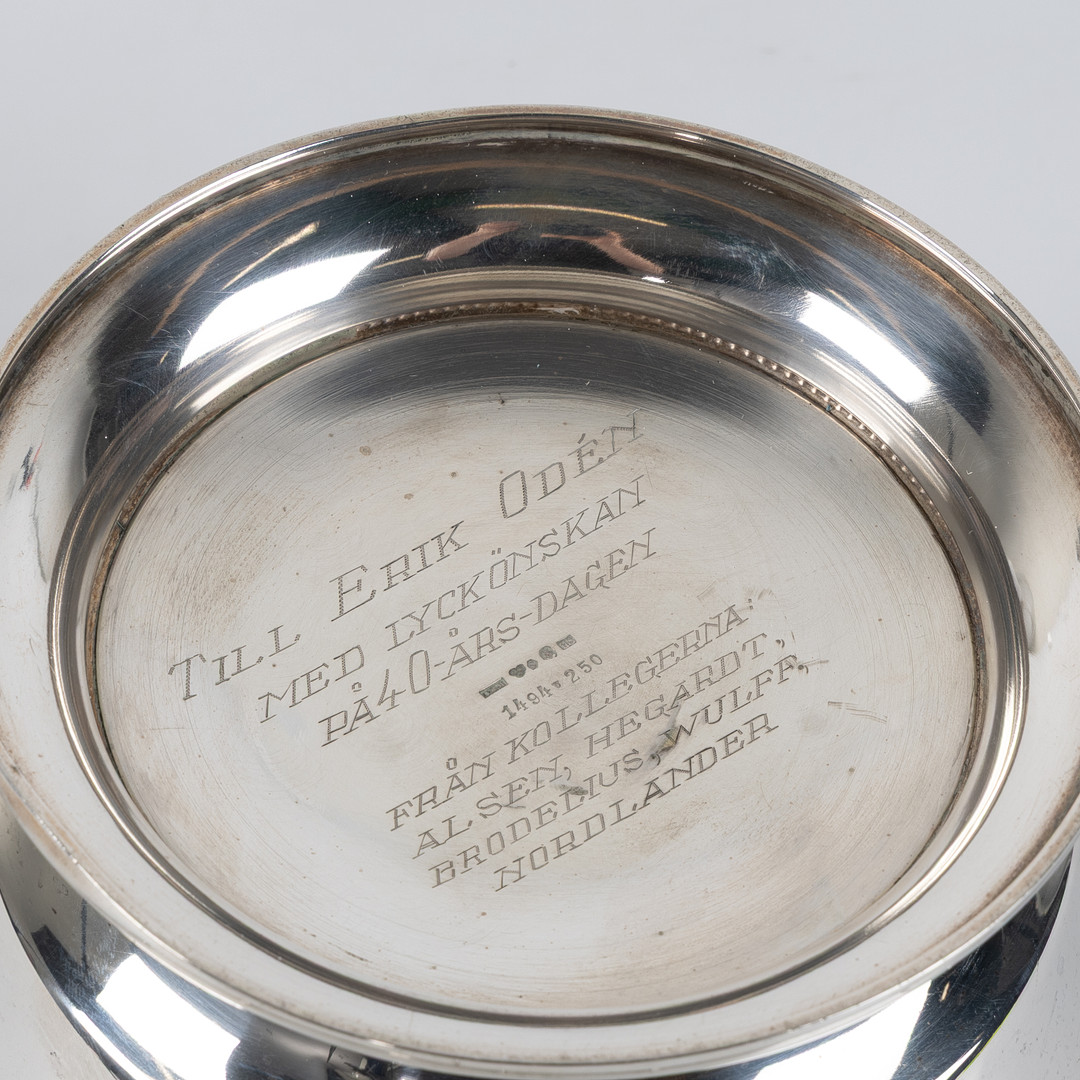 TILL ERIK ODÉN
MED LYCKÖNSKAN
PÅ 40-ÅRS-DAGEN
1494 250
FRÅN KOLLEGERNA:
ALSEN, HEGARDT,
BRODELIUS, WULFF,
NORDLANDER